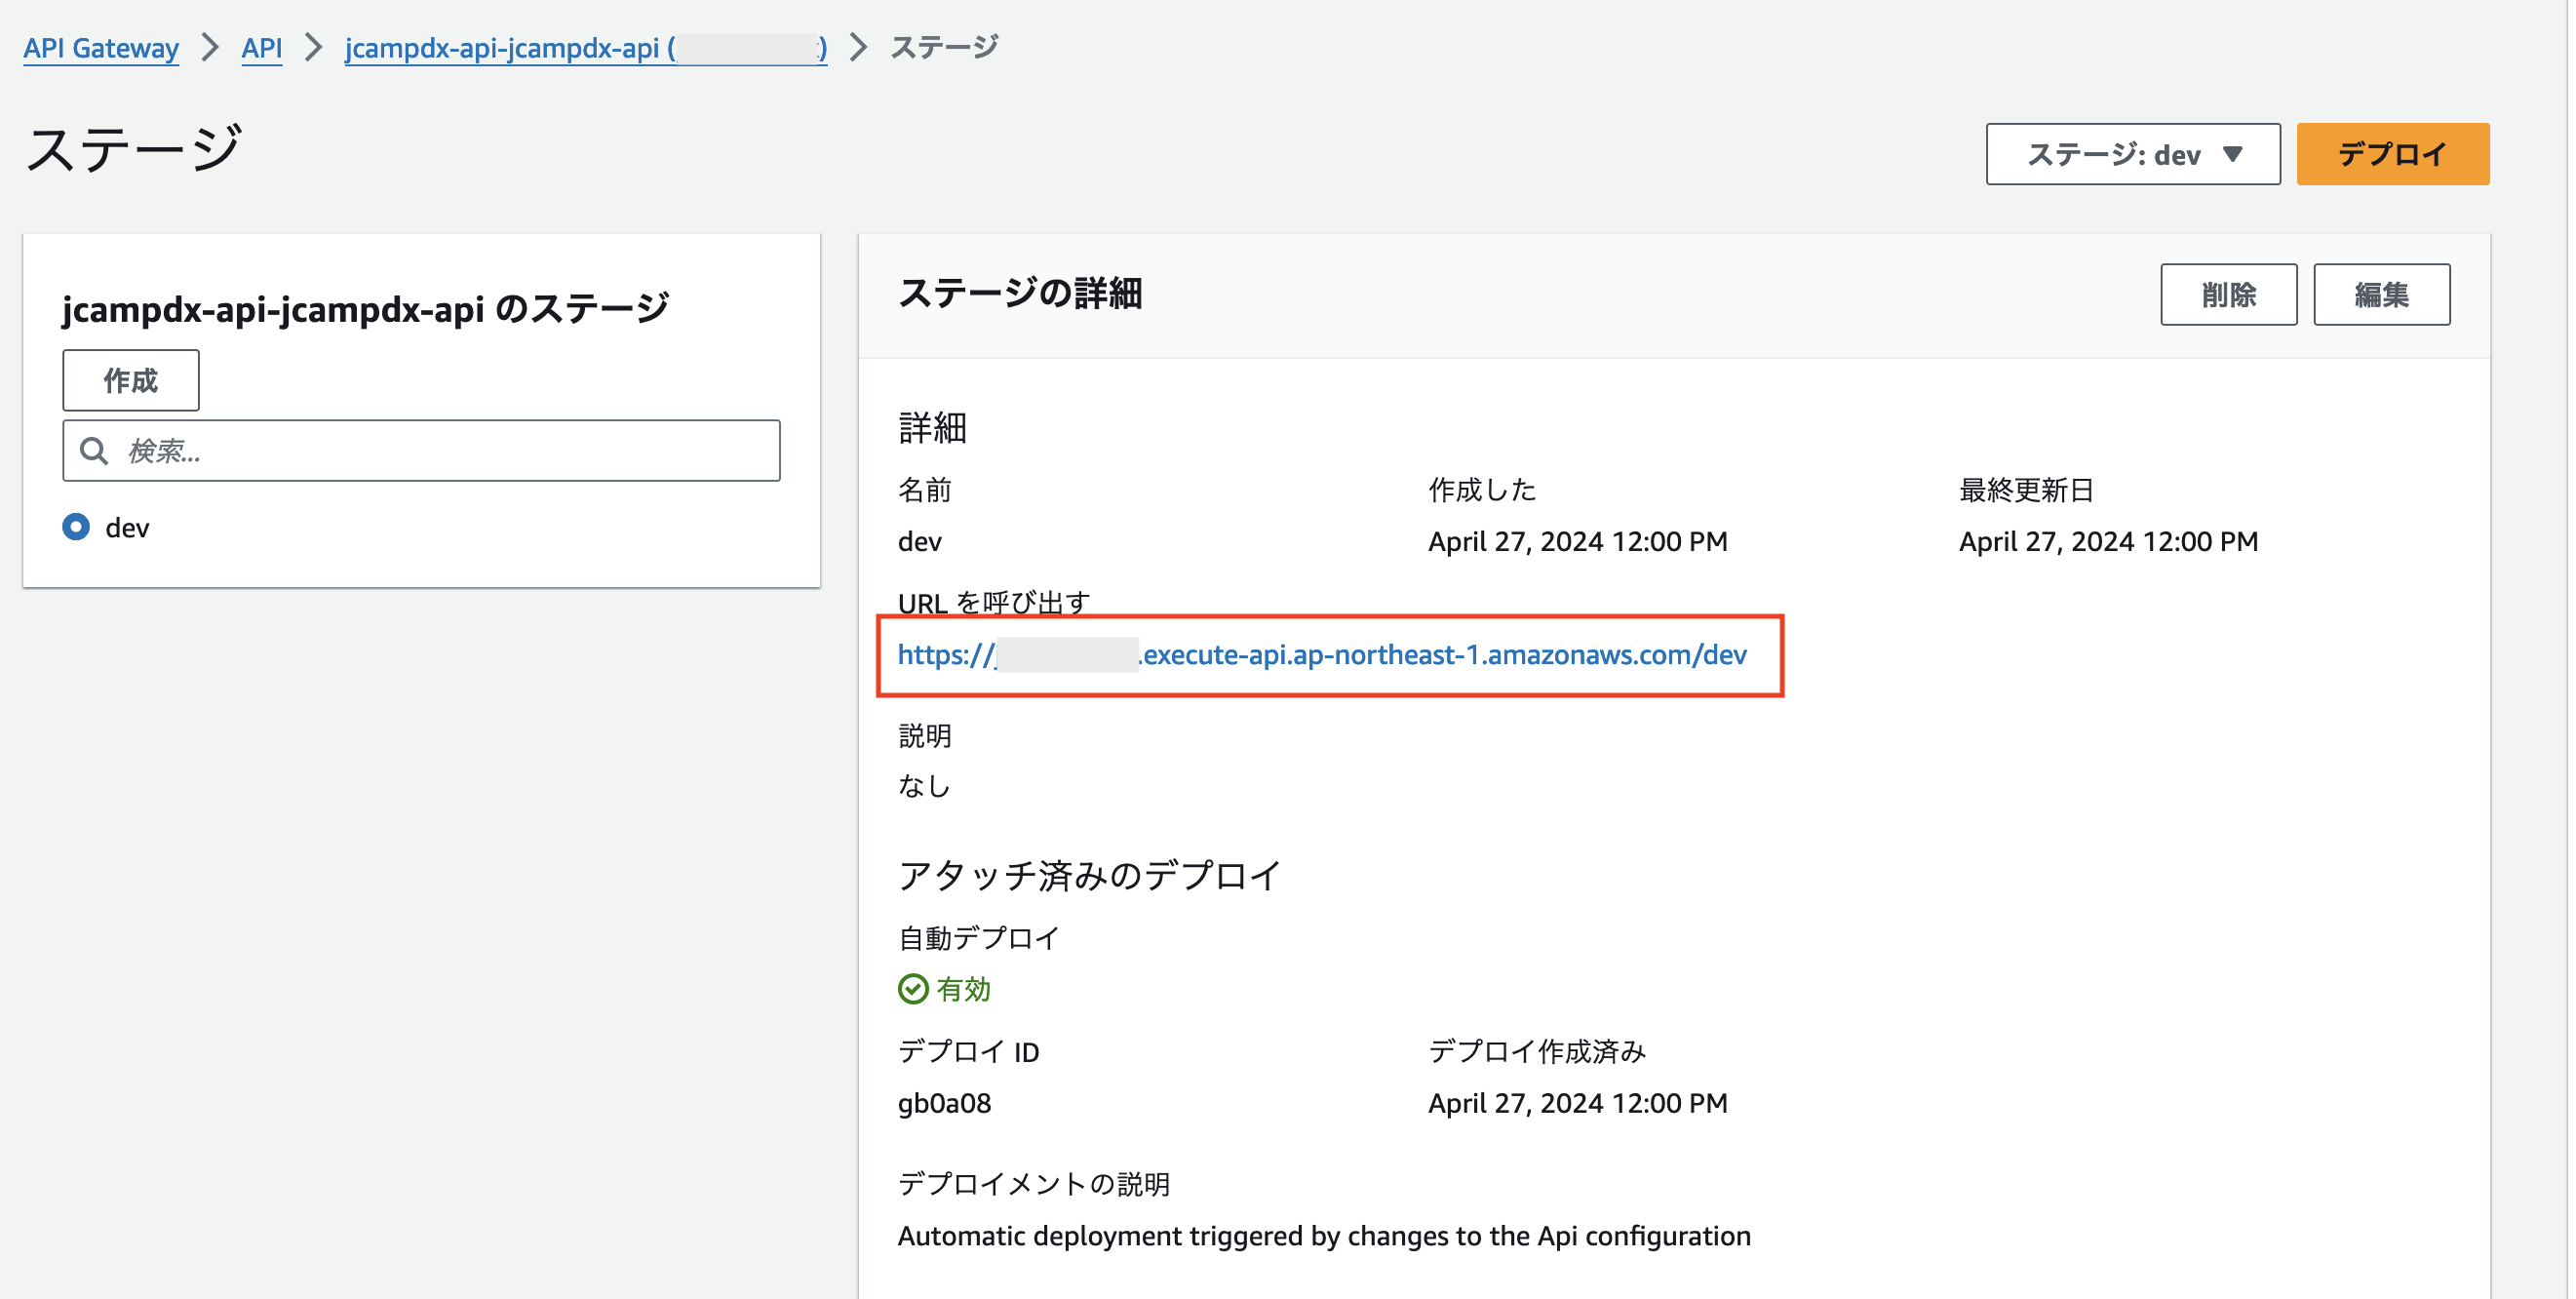 API Gateway > API > jcampdx-api-jcampdx-api ( ) > ステージ
ステージ
ステージ: dev ▼
デプロイ
jcampdx-api-jcampdx-api のステージ
作成
検索...
dev
ステージの詳細
削除
編集
詳細
名前
作成した
最終更新日
dev
April 27, 2024 12:00 PM
April 27, 2024 12:00 PM
URL を呼び出す
https:// .execute-api.ap-northeast-1.amazonaws.com/dev
説明
なし
アタッチ済みのデプロイ
自動デプロイ
有効
デプロイ ID
デプロイ作成済み
gb0a08
April 27, 2024 12:00 PM
デプロイメントの説明
Automatic deployment triggered by changes to the Api configuration